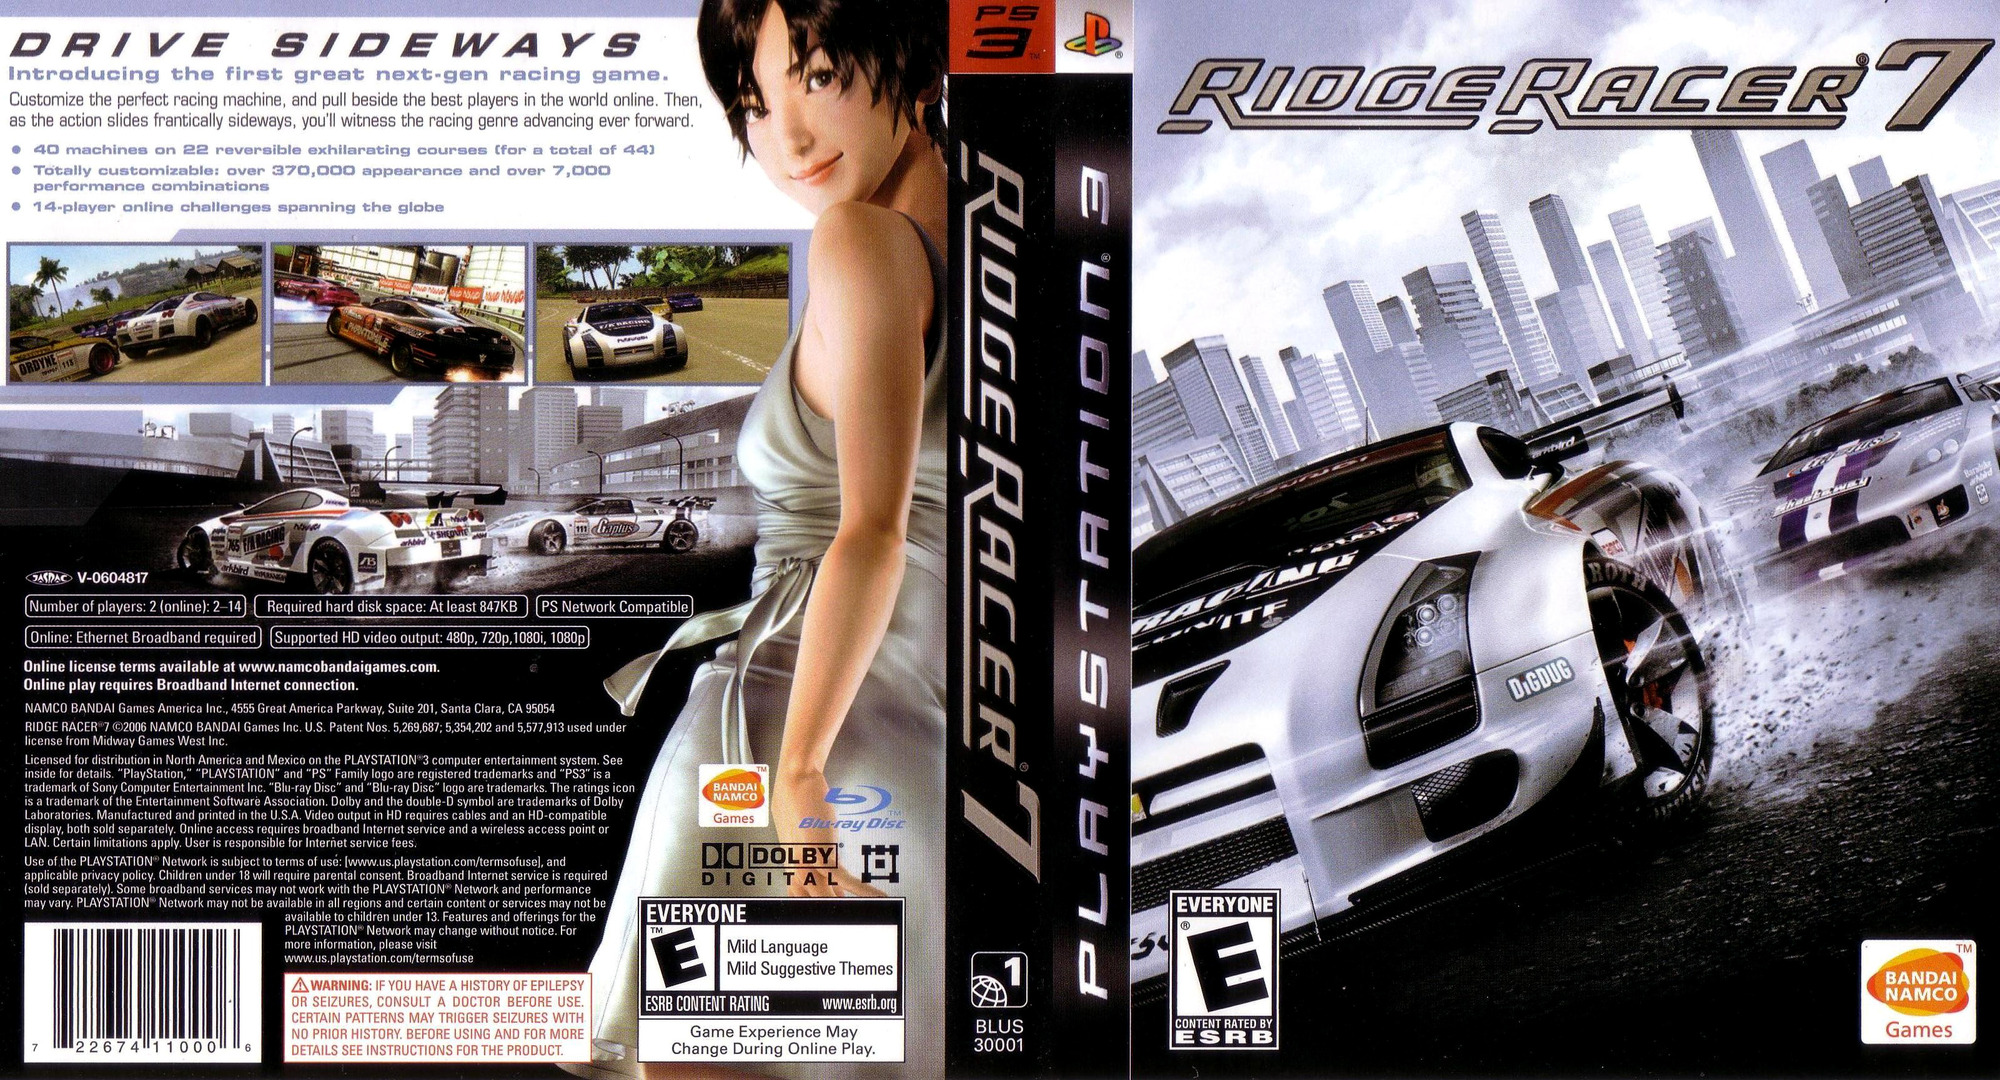 DRIVE SIDEWAYS
Introducing the first great next-gen racing game.
Customize the perfect racing machine, and pull beside the best players in the world online. Then,
as the action slides frantically sideways, you'll witness the racing genre advancing ever forward.
• 40 machines on 22 reversible exhilarating courses (for a total of 44)
• Totally customizable: over 370,000 appearance and over 7,000
performance combinations
• 14-player online challenges spanning the globe
ORDYNE
T/A RACING
765
T/A RACING
arkbird
arkbird
111
Gnplus
JASRAC V-0604817
Number of players: 2 (online): 2–14
Required hard disk space: At least 847KB
PS Network Compatible
Online: Ethernet Broadband required
Supported HD video output: 480p, 720p,1080i, 1080p
Online license terms available at www.namcobandaigames.com.
Online play requires Broadband Internet connection.
NAMCO BANDAI Games America Inc., 4555 Great America Parkway, Suite 201, Santa Clara, CA 95054
RIDGE RACER®7 ©2006 NAMCO BANDAI Games Inc. U.S. Patent Nos. 5,269,687; 5,354,202 and 5,577,913 used under
license from Midway Games West Inc.
Licensed for distribution in North America and Mexico on the PLAYSTATION®3 computer entertainment system. See
inside for details. "PlayStation," "PLAYSTATION" and "PS" Family logo are registered trademarks and "PS3" is a
trademark of Sony Computer Entertainment Inc. "Blu-ray Disc" and "Blu-ray Disc" logo are trademarks. The ratings icon
is a trademark of the Entertainment Software Association. Dolby and the double-D symbol are trademarks of Dolby
Laboratories. Manufactured and printed in the U.S.A. Video output in HD requires cables and an HD-compatible
display, both sold separately. Online access requires broadband Internet service and a wireless access point or
LAN. Certain limitations apply. User is responsible for Internet service fees.
Use of the PLAYSTATION® Network is subject to terms of use: [www.us.playstation.com/termsofuse], and
applicable privacy policy. Children under 18 will require parental consent. Broadband Internet service is required
(sold separately). Some broadband services may not work with the PLAYSTATION® Network and performance
may vary. PLAYSTATION® Network may not be available in all regions and certain content or services may not be
available to children under 13. Features and offerings for the
PLAYSTATION® Network may change without notice. For
more information, please visit
www.us.playstation.com/termsofuse
7 22674 11000 6
WARNING: IF YOU HAVE A HISTORY OF EPILEPSY
OR SEIZURES, CONSULT A DOCTOR BEFORE USE.
CERTAIN PATTERNS MAY TRIGGER SEIZURES WITH
NO PRIOR HISTORY. BEFORE USING AND FOR MORE
DETAILS SEE INSTRUCTIONS FOR THE PRODUCT.
BANDAI
NAMCO
Games
TM
Blu-ray Disc
TM
DOLBY®
DIGITAL
EVERYONE
E
TM
Mild Language
Mild Suggestive Themes
ESRB CONTENT RATING www.esrb.org
Game Experience May
Change During Online Play.
PS
3
TM
RIDGE RACER® 7
1
BLUS
30001
PLAYSTATION® 3
RIDGE RACER® 7
arkbird
RACING
DIGDUG
ROTH
111
EVERYONE
E
®
CONTENT RATED BY
ESRB
BANDAI
NAMCO
Games
TM